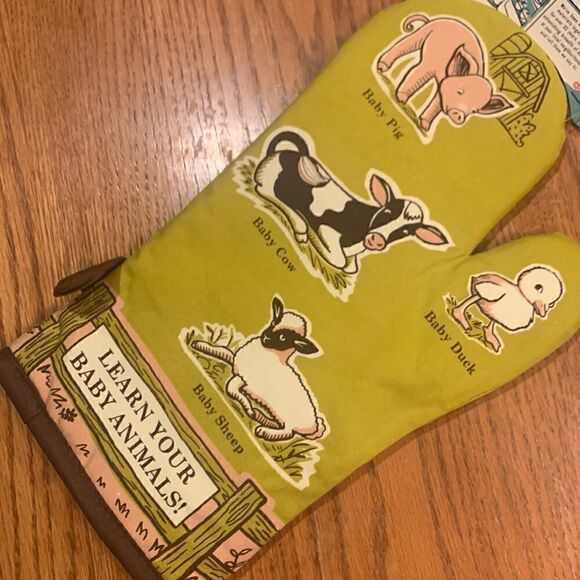 Baby Pig
Baby Cow
Baby Duck
Baby Sheep
LEARN YOUR
BABY ANIMALS!